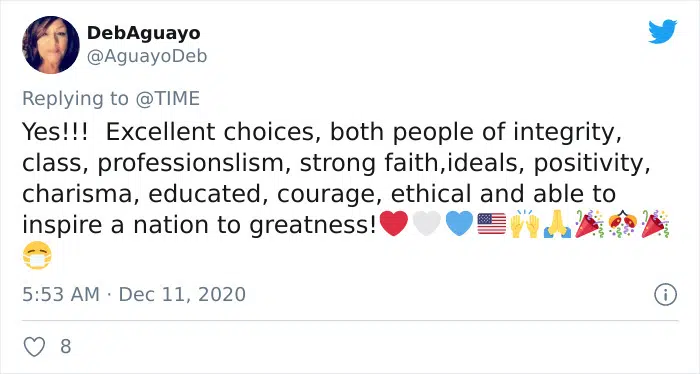 DebAguayo
@AguayoDeb
Replying to @TIME
Yes!!!  Excellent choices, both people of integrity,
class, professionslism, strong faith,ideals, positivity,
charisma, educated, courage, ethical and able to
inspire a nation to greatness!❤️🤍💙🇺🇸🙌🙏🎉🎊🎉
😷
5:53 AM · Dec 11, 2020
8